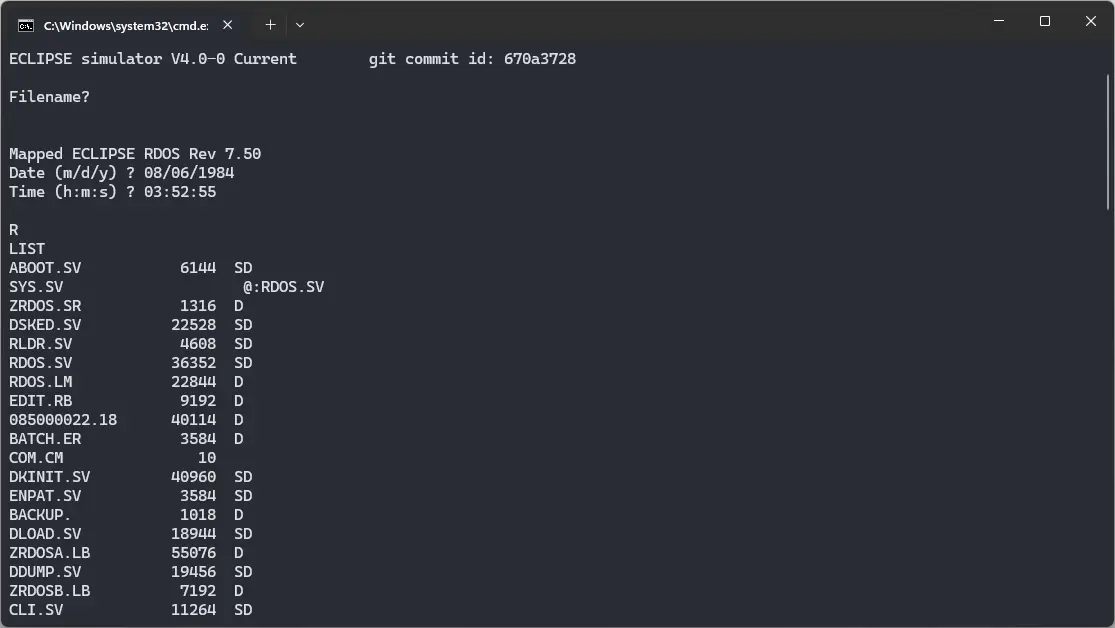 C:\Windows\system32\cmd.e:
ECLIPSE simulator V4.0-0 Current        git commit id: 670a3728
Filename?
Mapped ECLIPSE RDOS Rev 7.50
Date (m/d/y) ? 08/06/1984
Time (h:m:s) ? 03:52:55
R
LIST
ABOOT.SV           6144  SD
SYS.SV                    @:RDOS.SV
ZRDOS.SR           1316  D
DSKED.SV          22528  SD
RLDR.SV            4608  SD
RDOS.SV           36352  SD
RDOS.LM           22844  D
EDIT.RB            9192  D
085000022.18      40114  D
BATCH.ER           3584  D
COM.CM               10
DKINIT.SV         40960  SD
ENPAT.SV           3584  SD
BACKUP.            1018  D
DLOAD.SV          18944  SD
ZRDOSA.LB         55076  D
DDUMP.SV          19456  SD
ZRDOSB.LB          7192  D
CLI.SV            11264  SD